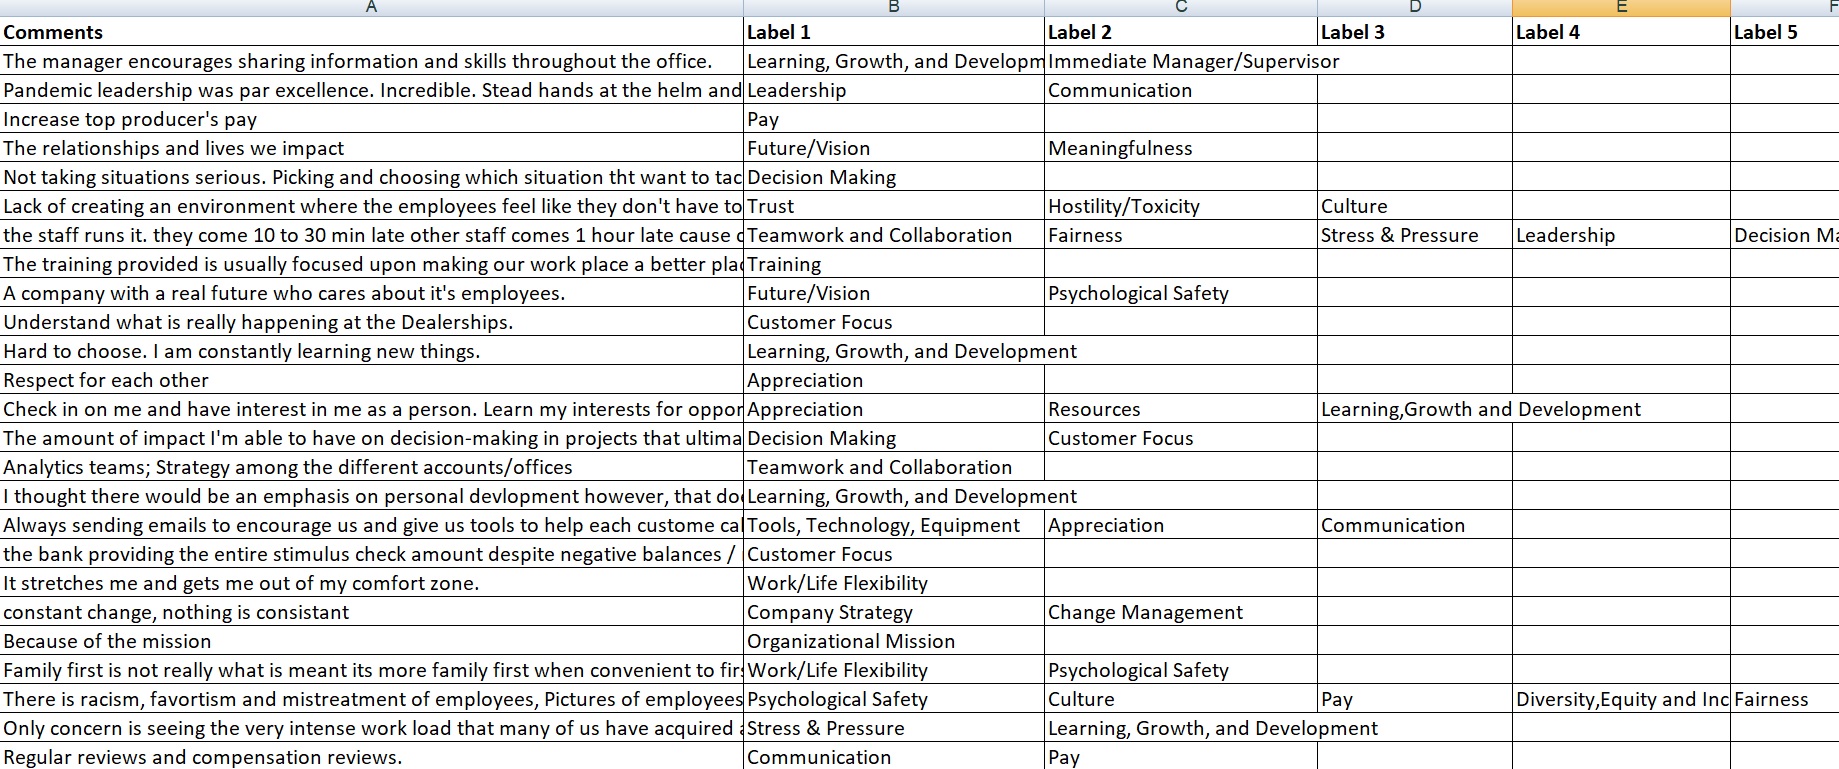 A B C D E F
Comments Label 1 Label 2 Label 3 Label 4 Label 5
The manager encourages sharing information and skills throughout the office. Learning, Growth, and Developm Immediate Manager/Supervisor
Pandemic leadership was par excellence. Incredible. Stead hands at the helm and Leadership Communication
Increase top producer's pay Pay
The relationships and lives we impact Future/Vision Meaningfulness
Not taking situations serious. Picking and choosing which situation tht want to tac Decision Making
Lack of creating an environment where the employees feel like they don't have to Trust Hostility/Toxicity Culture
the staff runs it. they come 10 to 30 min late other staff comes 1 hour late cause Teamwork and Collaboration Fairness Stress & Pressure Leadership Decision Ma
The training provided is usually focused upon making our work place a better plac Training
A company with a real future who cares about it's employees. Future/Vision Psychological Safety
Understand what is really happening at the Dealerships. Customer Focus
Hard to choose. I am constantly learning new things. Learning, Growth, and Development
Respect for each other Appreciation
Check in on me and have interest in me as a person. Learn my interests for oppor Appreciation Resources Learning,Growth and Development
The amount of impact I'm able to have on decision-making in projects that ultima Decision Making Customer Focus
Analytics teams; Strategy among the different accounts/offices Teamwork and Collaboration
I thought there would be an emphasis on personal devlopment however, that doe Learning, Growth, and Development
Always sending emails to encourage us and give us tools to help each custome cal Tools, Technology, Equipment Appreciation Communication
the bank providing the entire stimulus check amount despite negative balances / Customer Focus
It stretches me and gets me out of my comfort zone. Work/Life Flexibility
constant change, nothing is consistant Company Strategy Change Management
Because of the mission Organizational Mission
Family first is not really what is meant its more family first when convenient to firs Work/Life Flexibility Psychological Safety
There is racism, favortism and mistreatment of employees, Pictures of employees Psychological Safety Culture Pay Diversity,Equity and Inc Fairness
Only concern is seeing the very intense work load that many of us have acquired Stress & Pressure Learning, Growth, and Development
Regular reviews and compensation reviews. Communication Pay